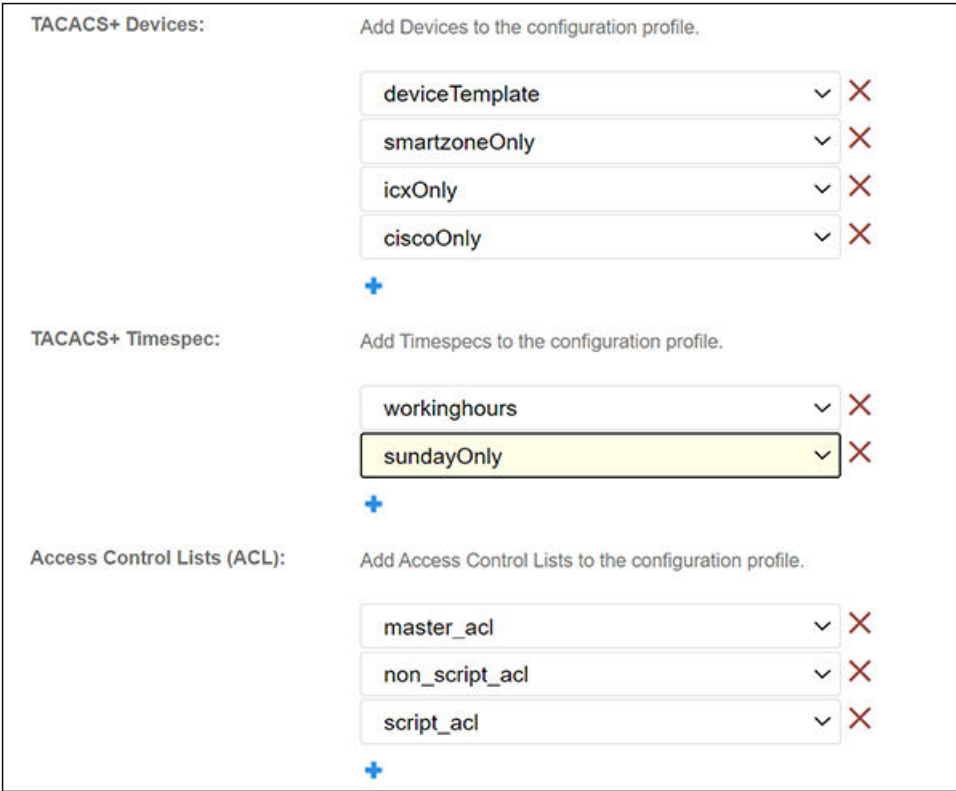 TACACS+ Devices: Add Devices to the configuration profile.
deviceTemplate
smartzoneOnly
icxOnly
ciscoOnly
TACACS+ Timespec: Add Timespecs to the configuration profile.
workinghours
sundayOnly
Access Control Lists (ACL): Add Access Control Lists to the configuration profile.
master_acl
non_script_acl
script_acl